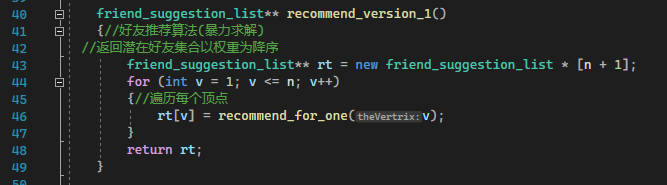 40 friend_suggestion_list** recommend_version_1()
41 {//好友推荐算法(暴力求解)
42 //返回潜在好友集合以权重为降序
43 friend_suggestion_list** rt = new friend_suggestion_list * [n + 1];
44 for (int v = 1; v <= n; v++)
45 {//遍历每个顶点
46 rt[v] = recommend_for_one(theVertrix:v);
47 }
48 return rt;
49 }